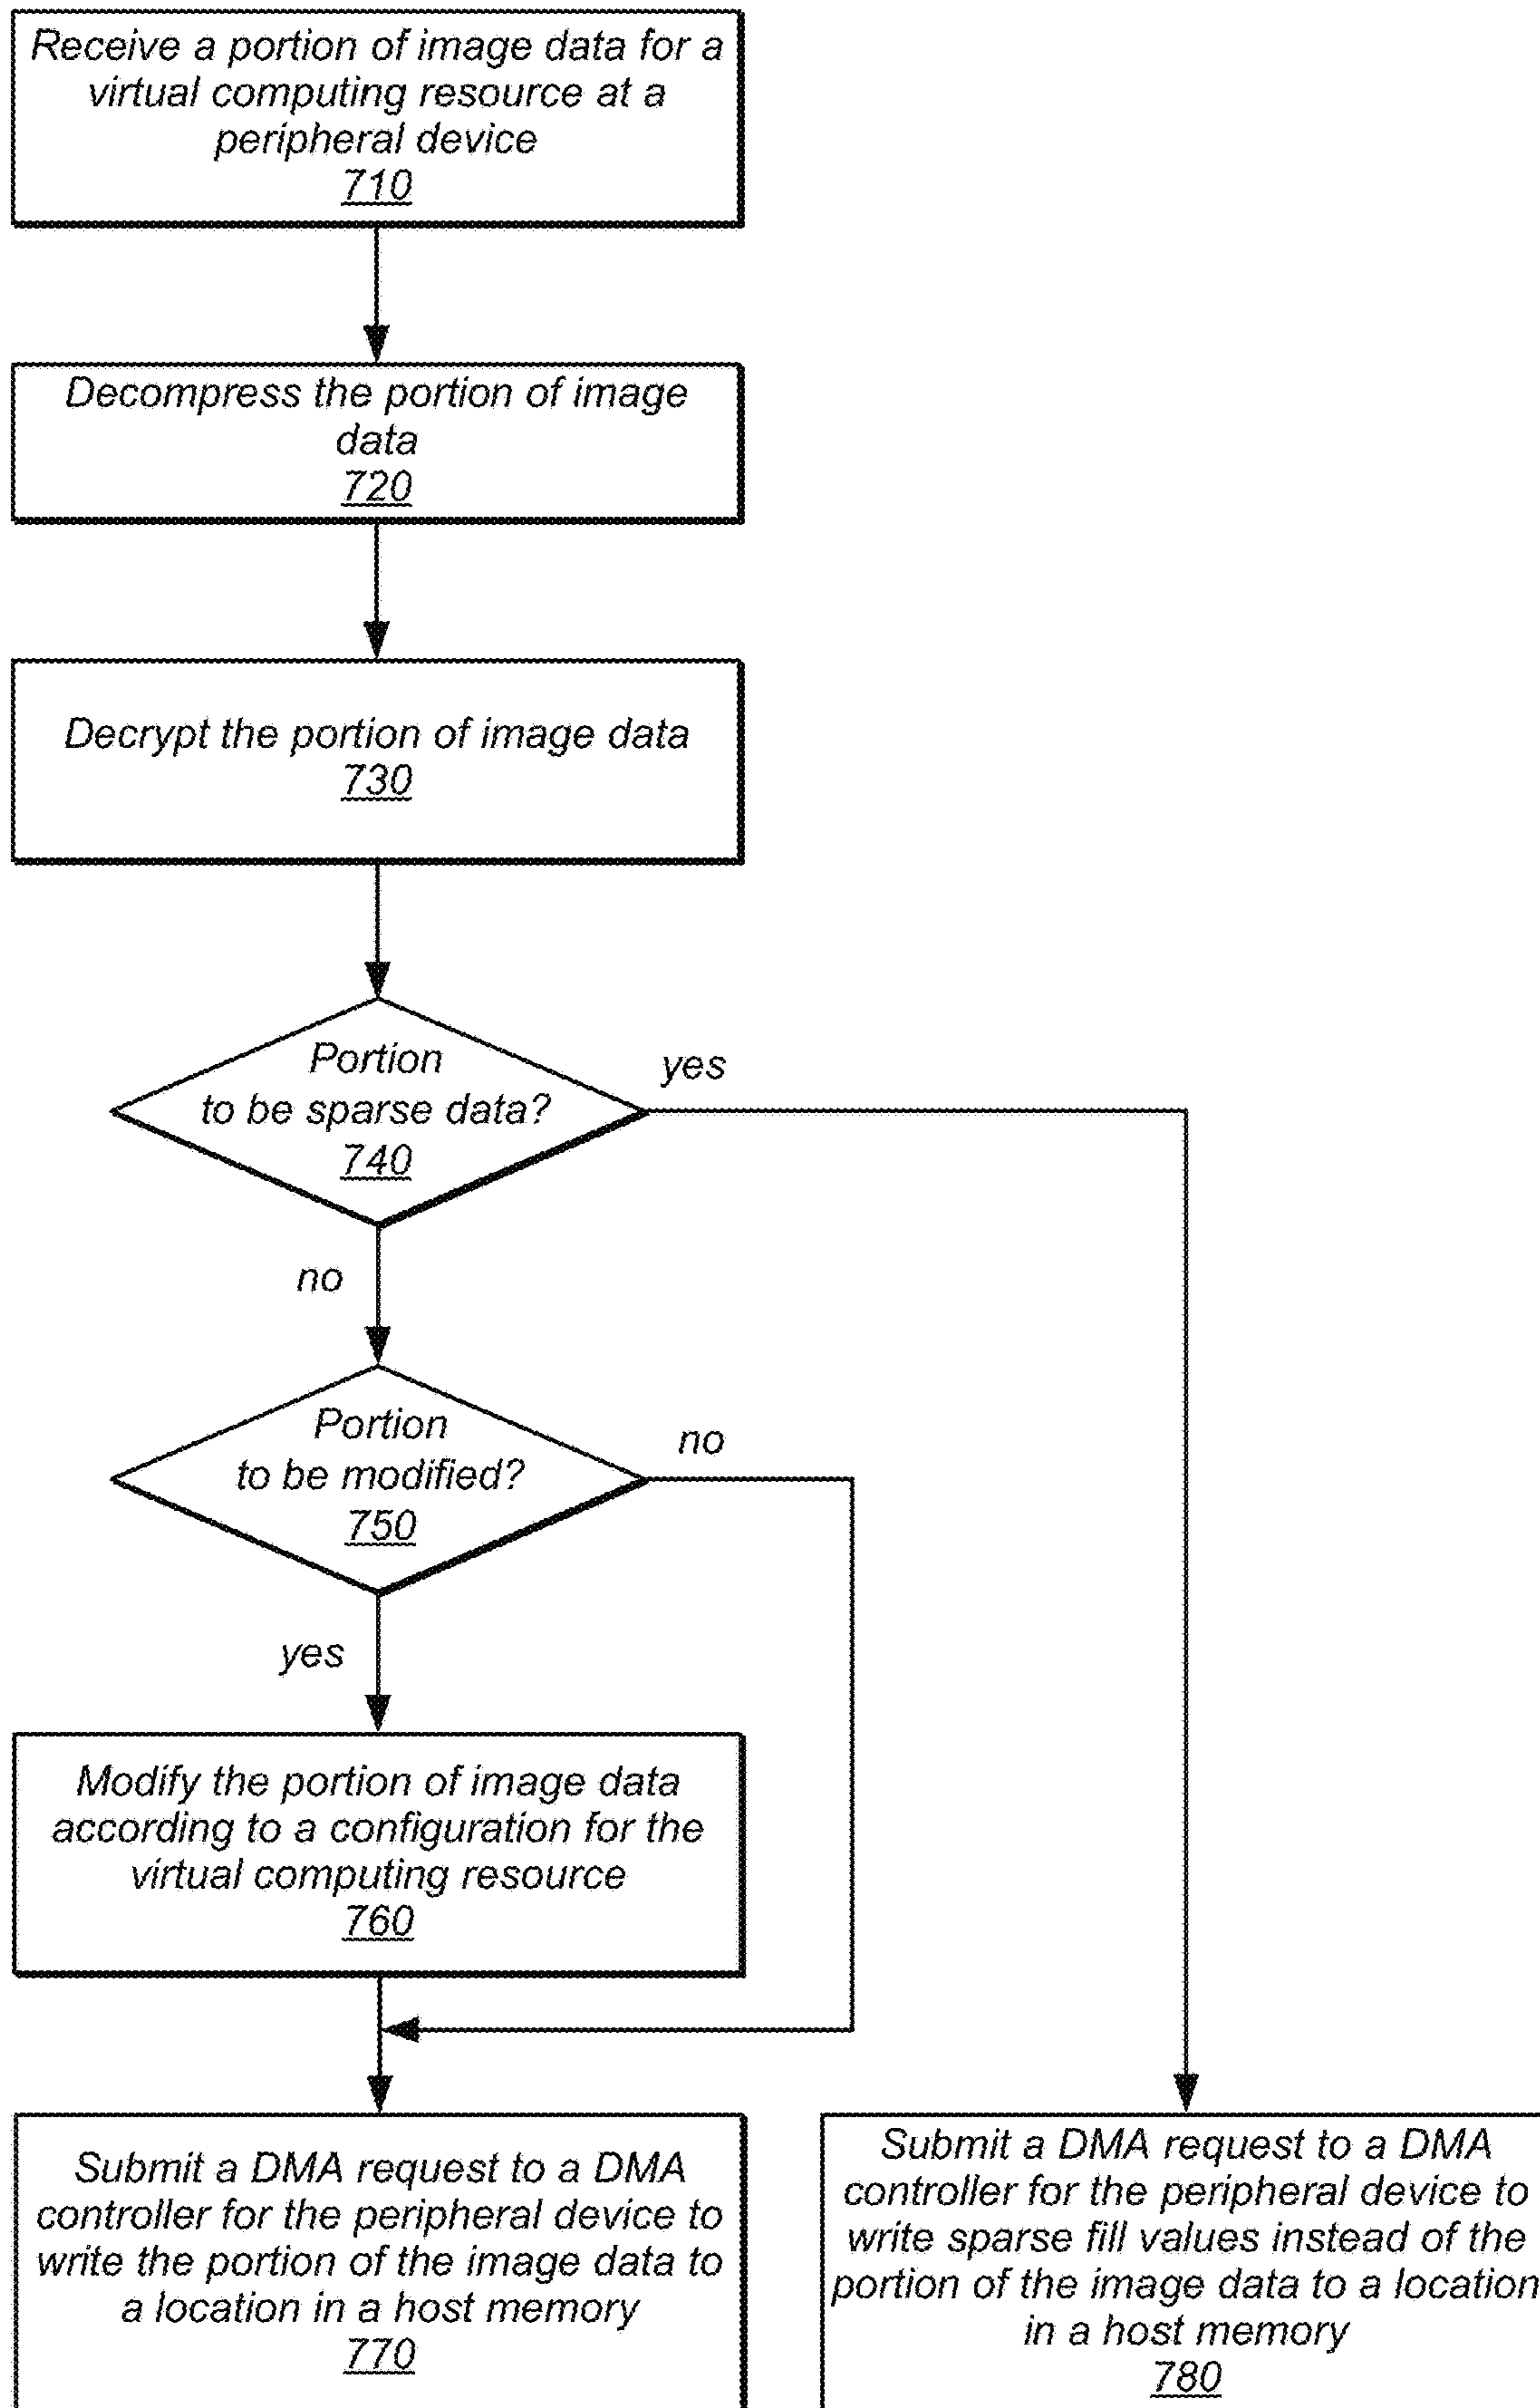 Receive a portion of image data for a
virtual computing resource at a
peripheral device
710
Decompress the portion of image
data
720
Decrypt the portion of image data
730
Portion
to be sparse data?
740
yes
no
Portion
to be modified?
750
no
yes
Modify the portion of image data
according to a configuration for the
virtual computing resource
760
Submit a DMA request to a DMA
controller for the peripheral device to
write the portion of the image data to
a location in a host memory
770
Submit a DMA request to a DMA
controller for the peripheral device to
write sparse fill values instead of the
portion of the image data to a location
in a host memory
780